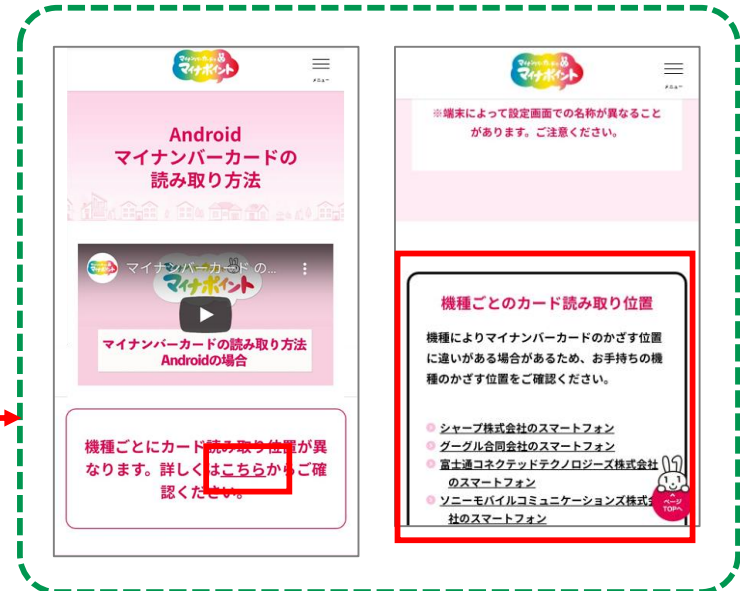 マイナポイント
メニュー
Android
マイナンバーカードの
読み取り方法
マイナンバーカード の...
マイナポイント
マイナンバーカードの読み取り方法
Androidの場合
機種ごとにカード読み取り位置が異
なります。詳しくはこちらからご確
認ください。
マイナポイント
メニュー
※端末によって設定画面での名称が異なること
があります。ご注意ください。
機種ごとのカード読み取り位置
機種によりマイナンバーカードのかざす位置
に違いがある場合があるため、お手持ちの機
種のかざす位置をご確認ください。
シャープ株式会社のスマートフォン
グーグル合同会社のスマートフォン
富士通コネクテッドテクノロジーズ株式会社
のスマートフォン
ソニーモバイルコミュニケーションズ株式
社のスマートフォン
ページ
TOPへ